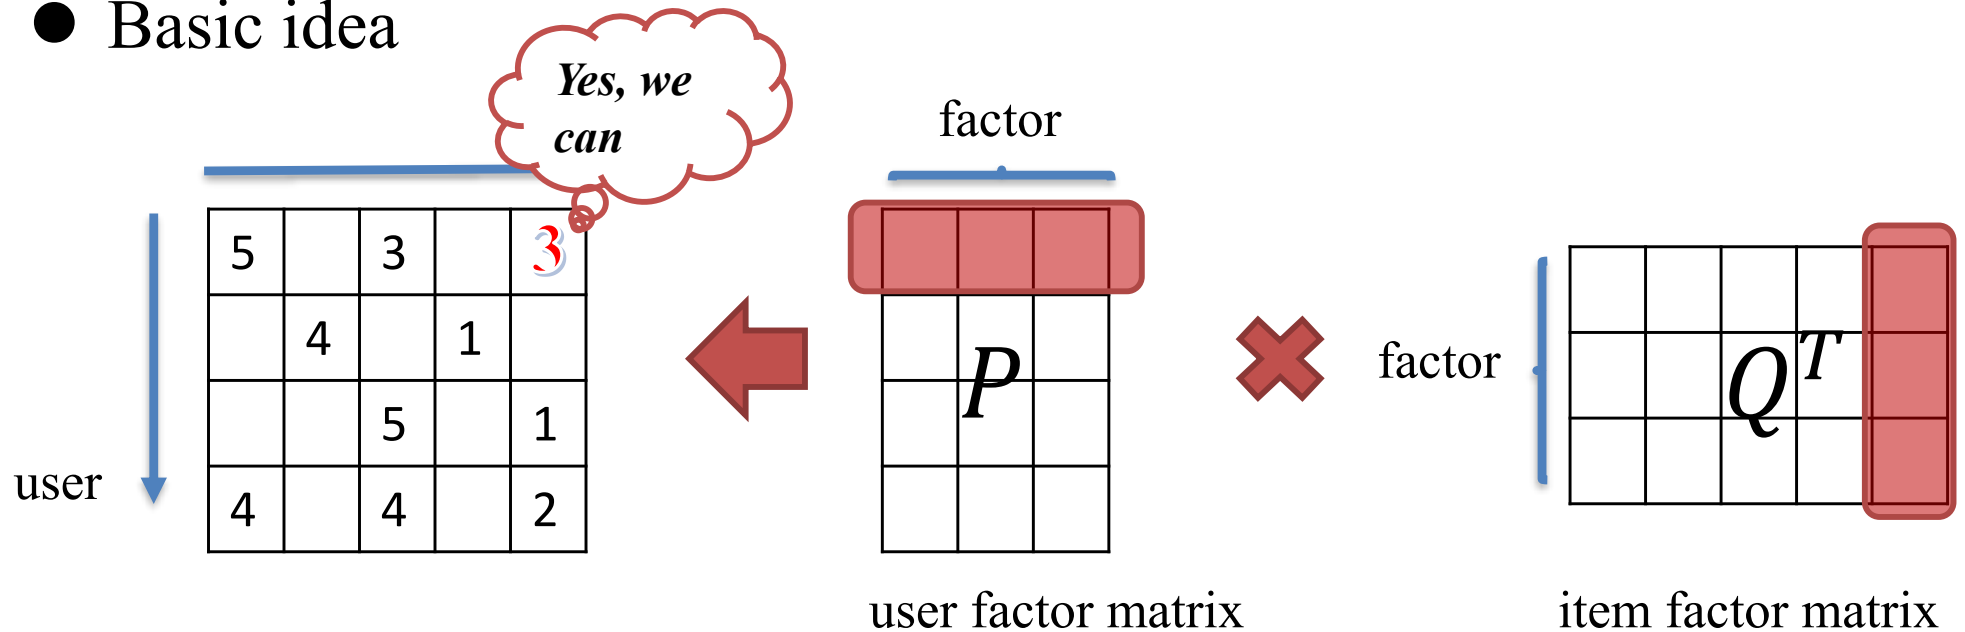 ● Basic idea
Yes, we
can
factor
5 3 3
4 1
5 1
4 4 2
user
P
factor
Q^T
user factor matrix
item factor matrix